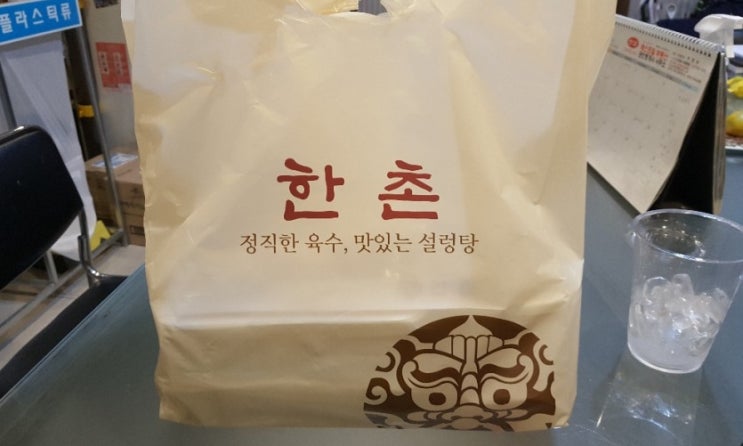 플라스틱류
한촌
정직한 육수, 맛있는 설렁탕